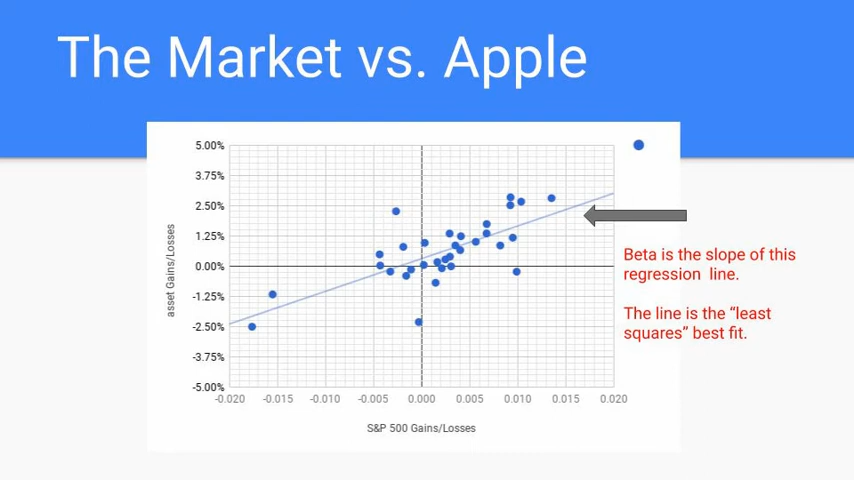 The Market vs. Apple
5.00%
3.75%
2.50%
1.25%
0.00%
-1.25%
-2.50%
-3.75%
-5.00%
asset Gains/Losses
-0.020 -0.015 -0.010 -0.005 0.000 0.005 0.010 0.015 0.020
S&P 500 Gains/Losses
Beta is the slope of this
regression line.
The line is the “least
squares” best fit.